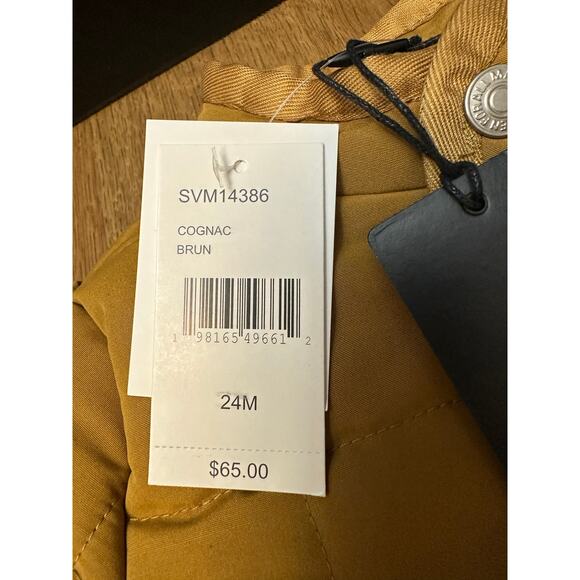 SVM14386
COGNAC
BRUN
1 98165 49661 2
24M
$65.00